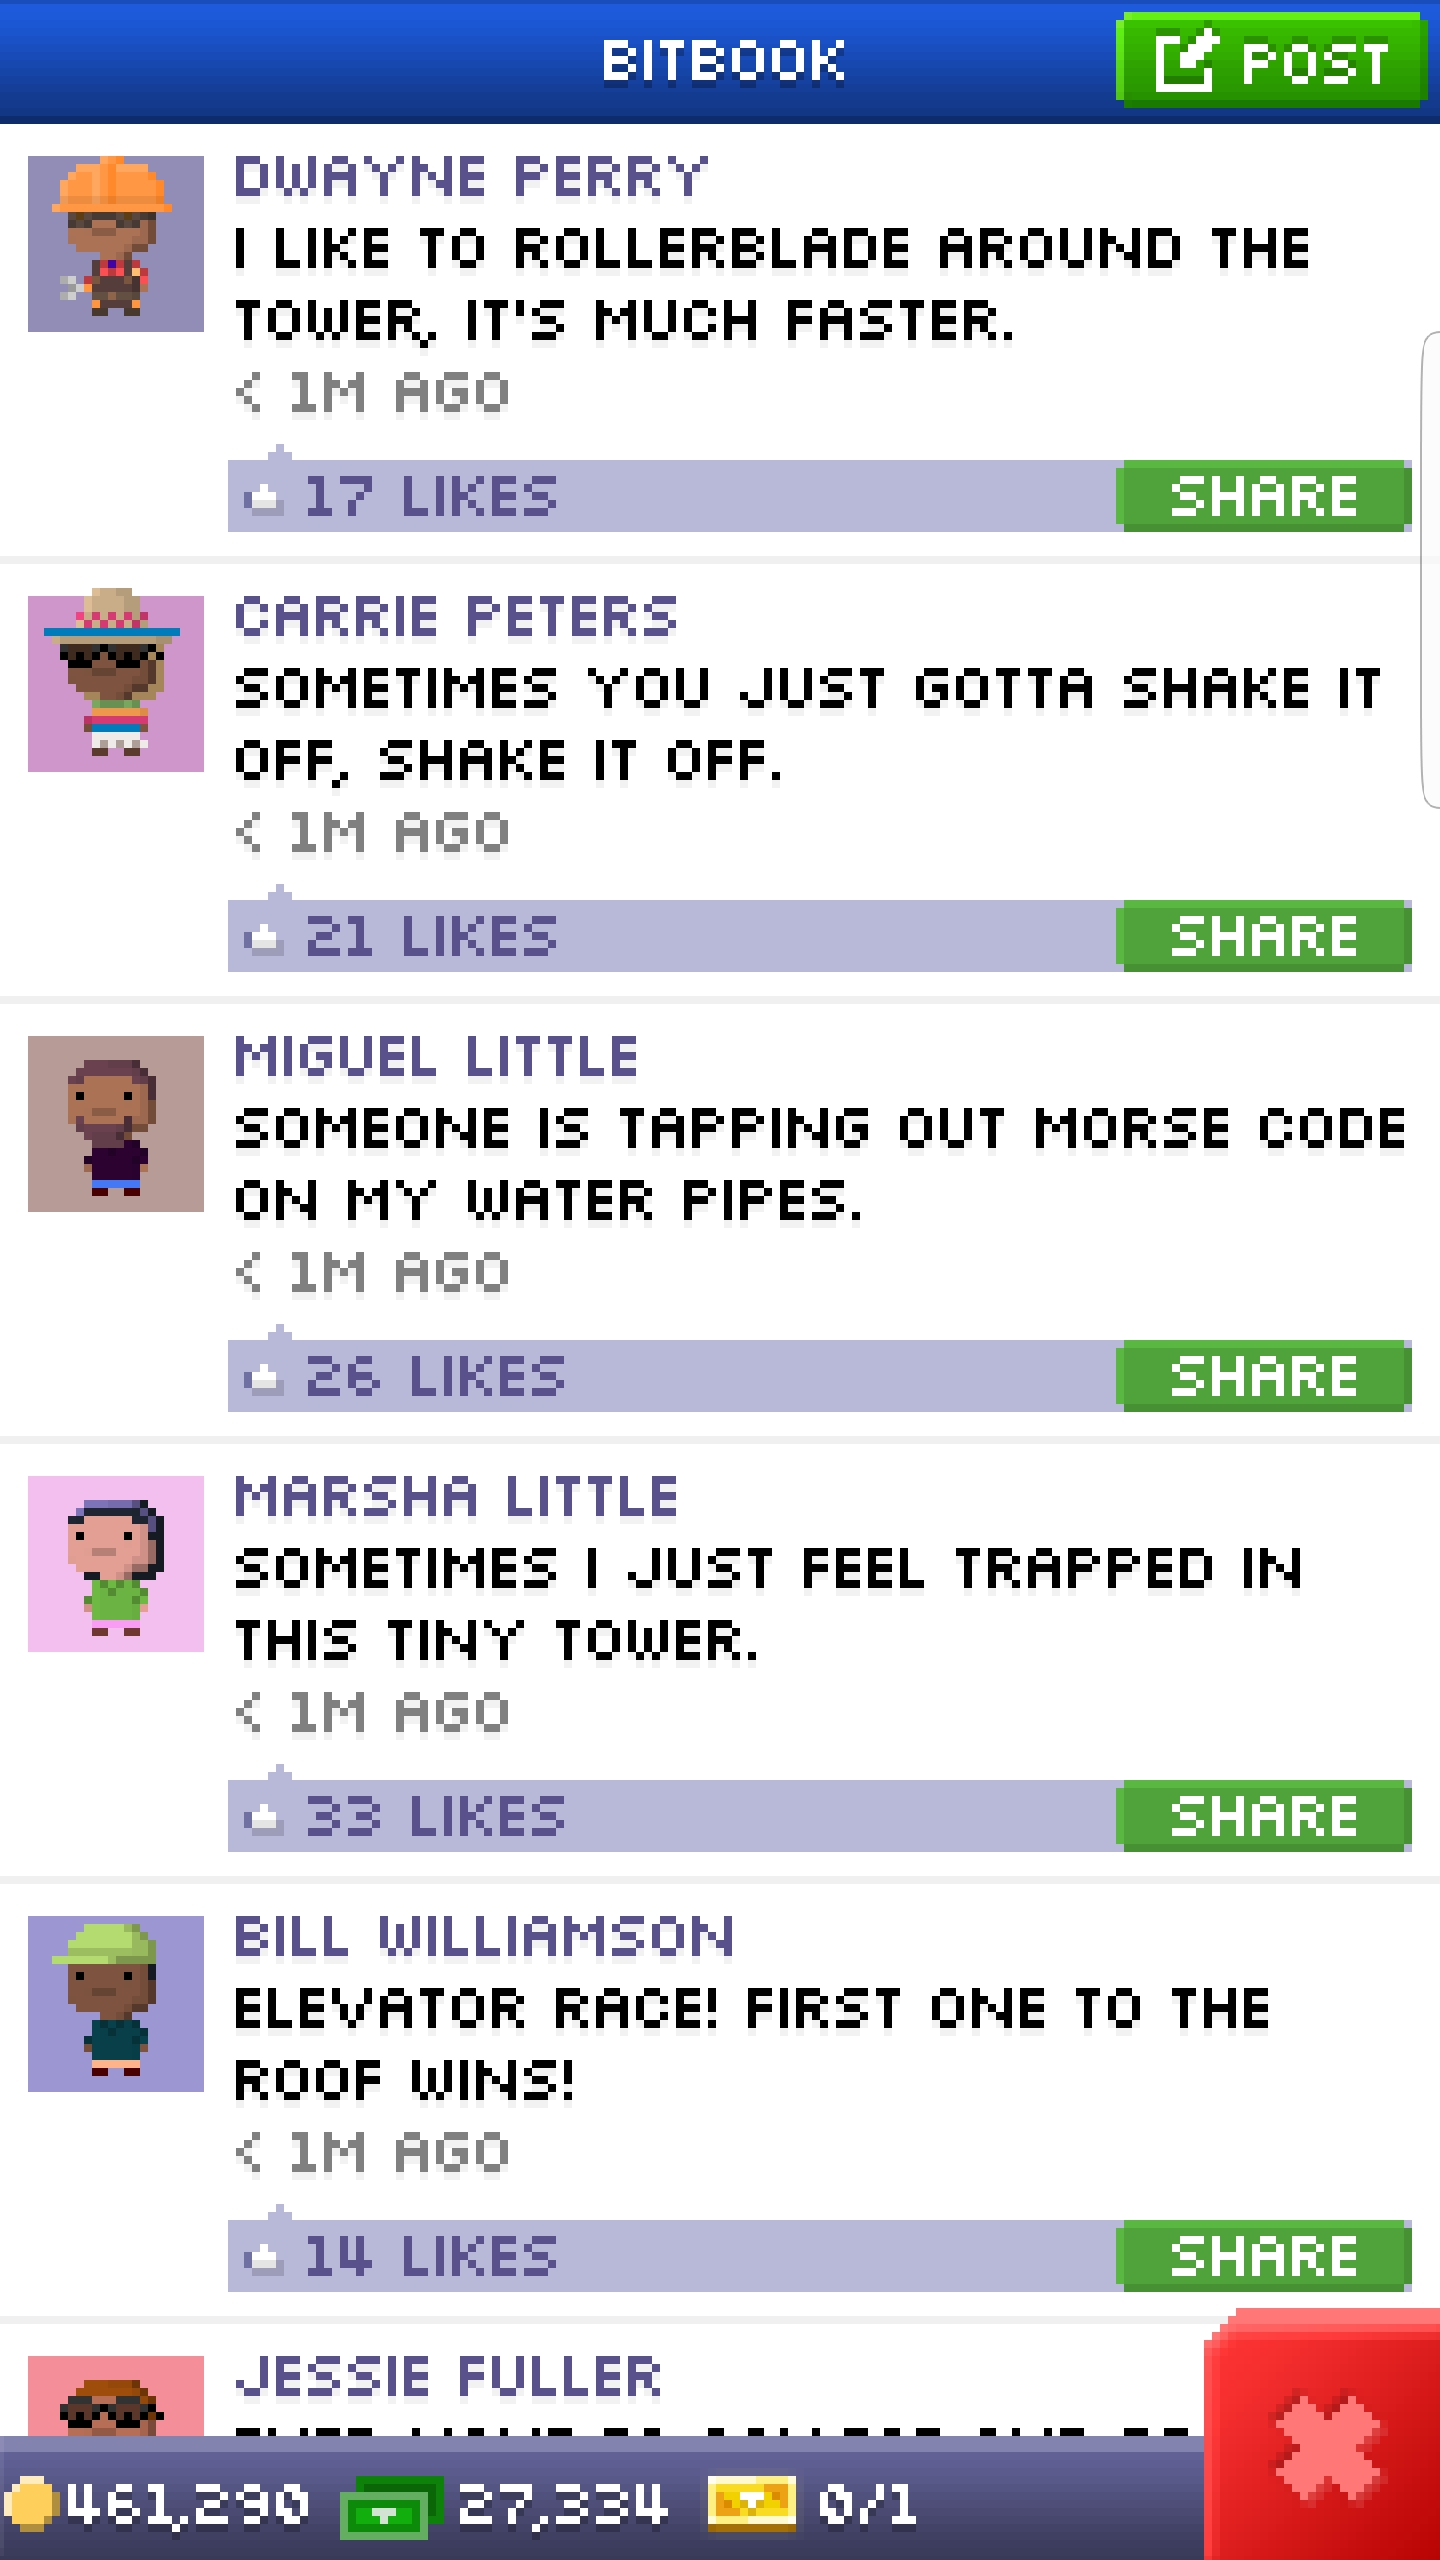 BITBOOK
POST
DWAYNE PERRY
I LIKE TO ROLLERBLADE AROUND THE
TOWER, IT'S MUCH FASTER.
< 1M AGO
17 LIKES
SHARE
CARRIE PETERS
SOMETIMES YOU JUST GOTTA SHAKE IT
OFF, SHAKE IT OFF.
< 1M AGO
21 LIKES
SHARE
MIGUEL LITTLE
SOMEONE IS TAPPING OUT MORSE CODE
ON MY WATER PIPES.
< 1M AGO
26 LIKES
SHARE
MARSHA LITTLE
SOMETIMES I JUST FEEL TRAPPED IN
THIS TINY TOWER.
< 1M AGO
33 LIKES
SHARE
BILL WILLIAMSON
ELEVATOR RACE! FIRST ONE TO THE
ROOF WINS!
< 1M AGO
14 LIKES
SHARE
JESSIE FULLER
461,290 27,334 0/1